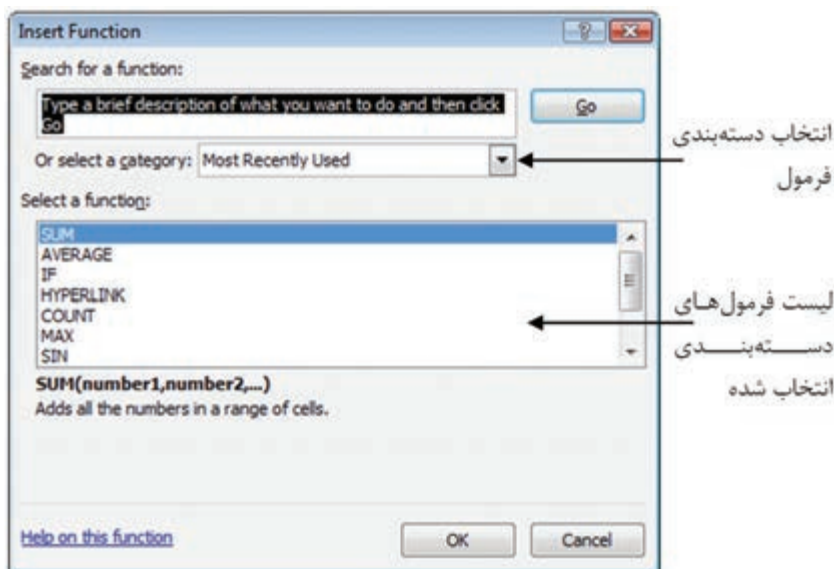 Insert Function
Search for a function:
Type a brief description of what you want to do and then click
Go
Go
Or select a category: Most Recently Used
انتخاب دسته‌بندی
فرمول
Select a function:
SUM
AVERAGE
IF
HYPERLINK
COUNT
MAX
SIN
لیست فرمول‌های
دسته‌بندی
انتخاب شده
SUM(number1,number2,...)
Adds all the numbers in a range of cells.
Help on this function
OK
Cancel